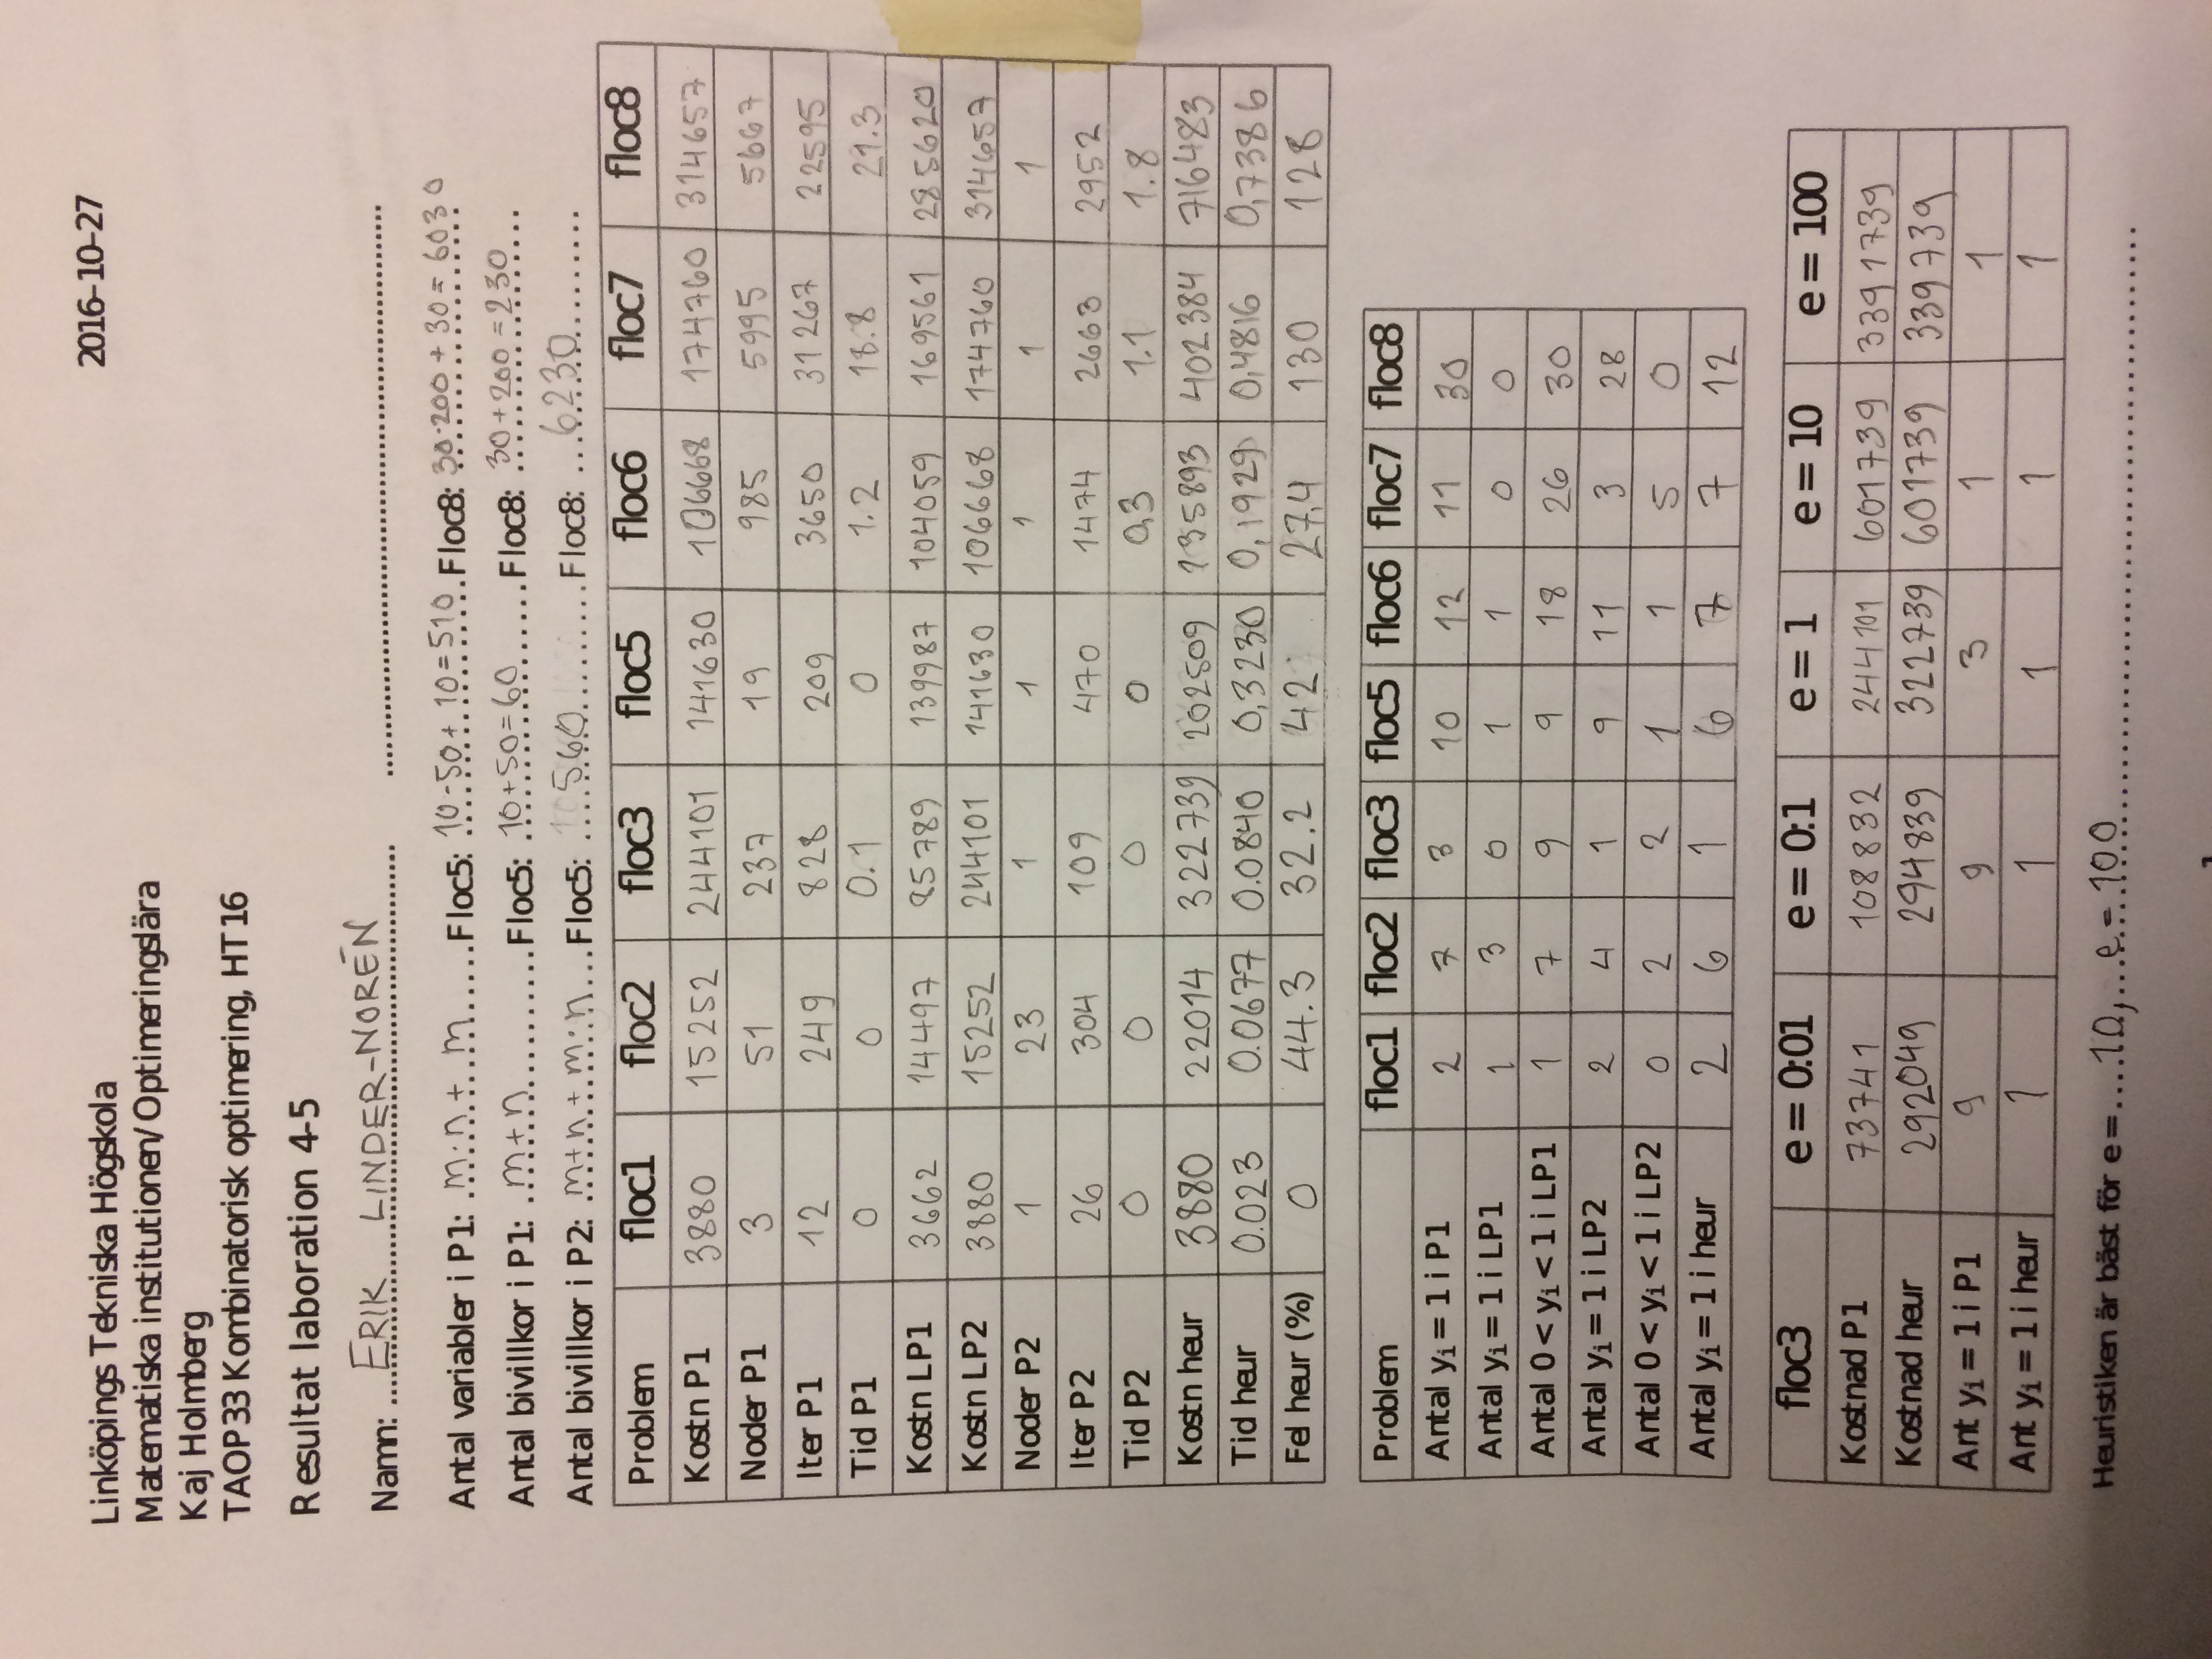 Linköpings Tekniska Högskola 2016-10-27
Matematiska institutionen/Optimeringslära
Kaj Holmberg
TAOP33 Kombinatorisk optimering, HT16
Resultat laboration 4-5
Namn: ERIK LINDER-NORÉN
Antal variabler i P1: m·n + m Floc5: 10·50+10=510 Floc8: 30·200+30=6030
Antal bivillkor i P1: m+n Floc5: 10+50=60 Floc8: 30+200=230
Antal bivillkor i P2: m+n+m·n Floc5: 560 Floc8: 6230
Problem floc1 floc2 floc3 floc5 floc6 floc7 floc8
Kostn P1 3880 15252 244101 141630 106668 174760 314657
Noder P1 3 51 237 19 985 5995 5667
Iter P1 12 249 828 209 3650 31267 22595
Tid P1 0 0 0.1 0 1.2 18.8 21.3
Kostn LP1 3662 14497 85789 139987 104059 169561 285620
Kostn LP2 3880 15252 244101 141630 106668 174760 314657
Noder P2 1 23 1 1 1 1 1
Iter P2 26 304 109 470 1474 2663 2952
Tid P2 0 0 0 0 0,3 1.1 1.8
Kostn heur 3880 22014 322739 202509 135893 402384 716483
Tid heur 0.023 0.0677 0.0840 0,3230 0,1929 0,4816 0,7386
Fel heur (%) 0 44.3 32.2 42 27,4 130 128
Problem floc1 floc2 floc3 floc5 floc6 floc7 floc8
Antal yi = 1 i P1 2 7 3 10 12 11 30
Antal yi = 1 i LP1 1 3 0 1 1 0 0
Antal 0 < yi < 1 i LP1 1 7 9 9 18 26 30
Antal yi = 1 i LP2 2 4 1 9 11 3 28
Antal 0 < yi < 1 i LP2 0 2 2 1 1 5 0
Antal yi = 1 i heur 2 6 1 6 7 7 12
floc3 e = 0:01 e = 0:1 e = 1 e = 10 e = 100
Kostnad P1 73741 108832 244101 601739 3391739
Kostnad heur 292049 294839 322739 601739 339739
Ant yi = 1 i P1 9 9 3 1 1
Ant yi = 1 i heur 1 1 1 1 1
Heuristiken är bäst för e = 10, e = 100